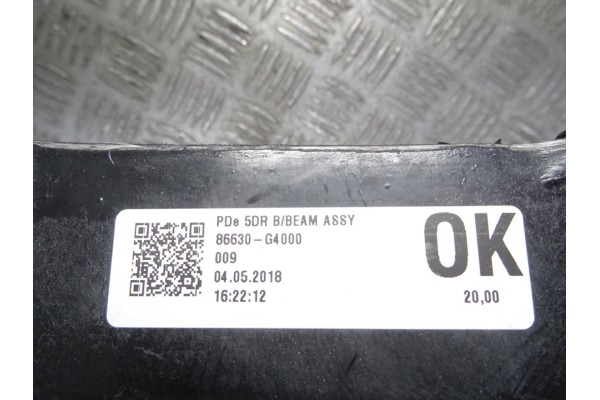 PDe 5DR B/BEAM ASSY
86630-G4000
009
04.05.2018
16:22:12
OK
20,00